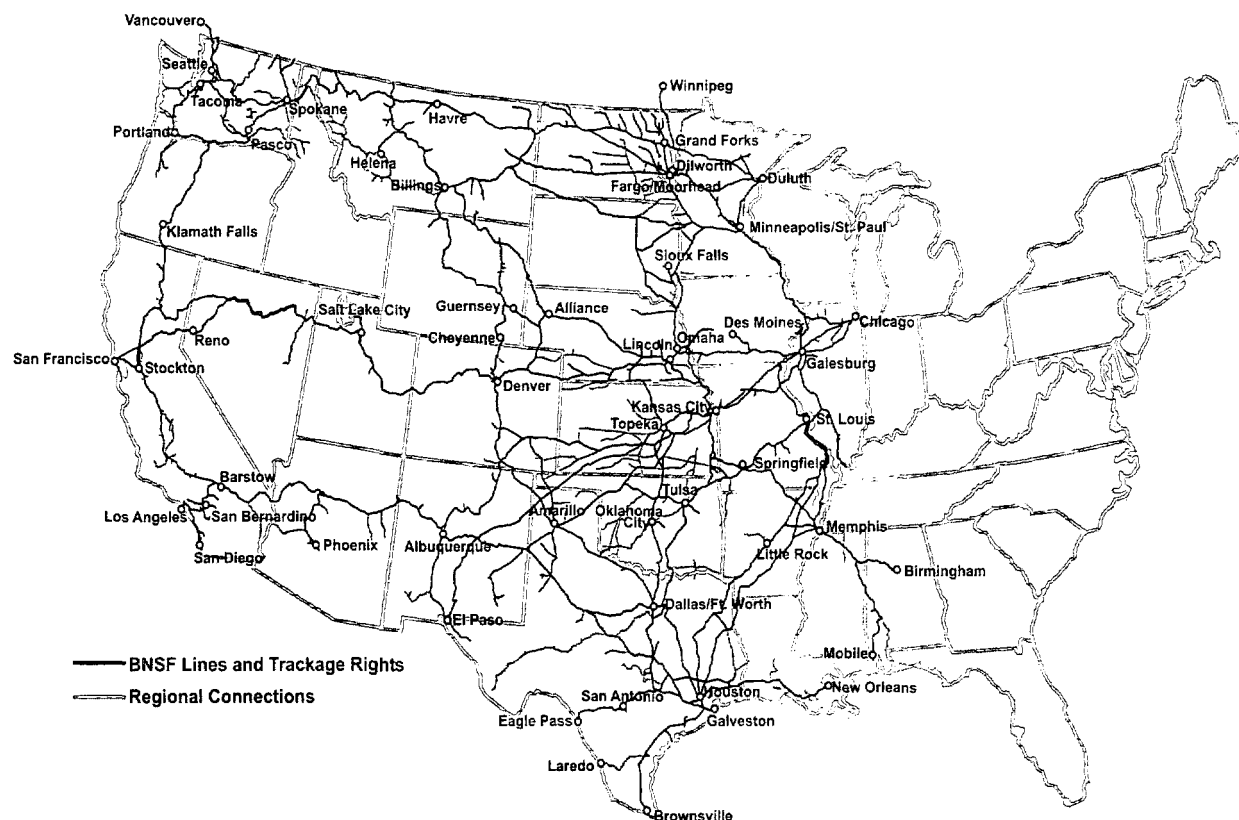 Vancouver
Seattle
Winnipeg
Tacoma
Spokane
Havre
Portland
Pasco
Grand Forks
Helena
Dilworth
Billings
Fargo/Moorhead
Duluth
Klamath Falls
Minneapolis/St. Paul
Sioux Falls
Salt Lake City
Guernsey
Alliance
Des Moines
Chicago
Reno
Cheyenne
Lincoln
Omaha
San Francisco
Stockton
Galesburg
Denver
Kansas City
Topeka
St. Louis
Springfield
Barstow
Tulsa
Los Angeles
San Bernardino
Amarillo
Oklahoma
City
Memphis
San Diego
Phoenix
Albuquerque
Little Rock
Birmingham
El Paso
Dallas/Ft. Worth
BNSF Lines and Trackage Rights
Mobile
Regional Connections
San Antonio
Houston
New Orleans
Eagle Pass
Galveston
Laredo
Brownsville